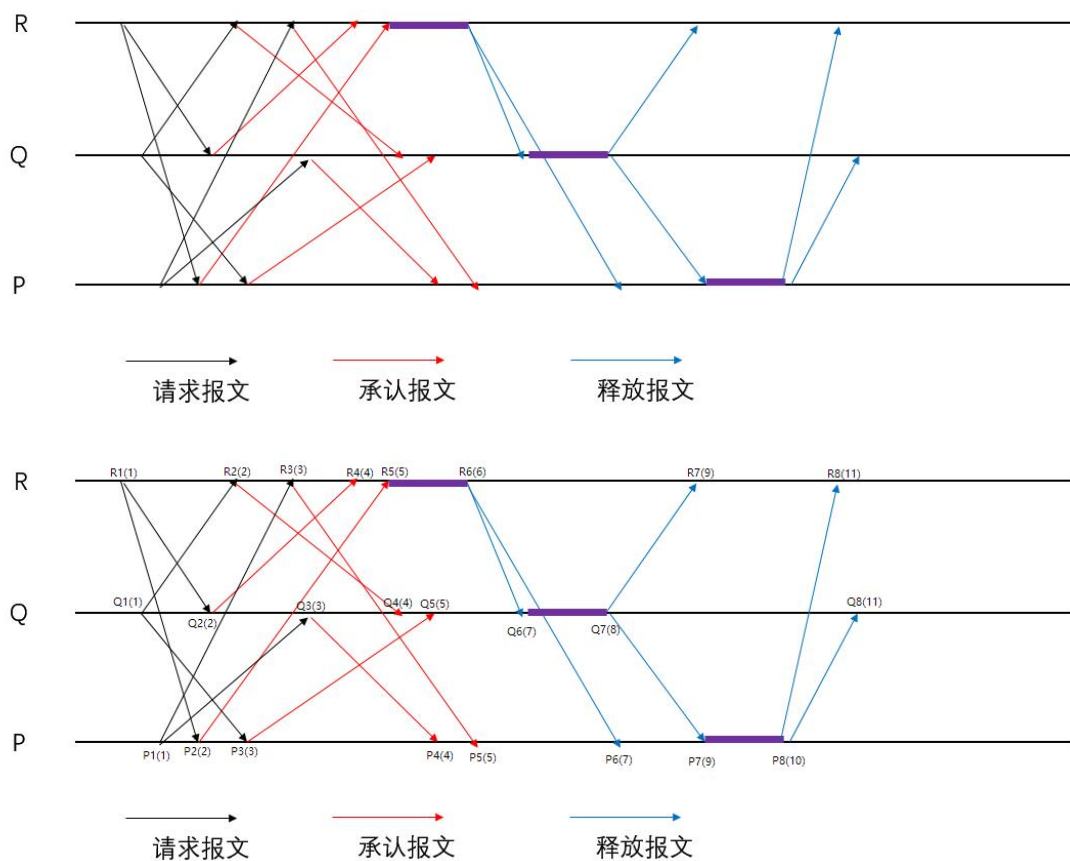 R
Q
P
请求报文 承认报文 释放报文
R1(1) R2(2) R3(3) R4(4) R5(5) R6(6) R7(9) R8(11)
R
Q1(1) Q3(3) Q4(4) Q5(5) Q8(11)
Q
Q2(2) Q6(7) Q7(8)
P
P1(1) P2(2) P3(3) P4(4) P5(5) P6(7) P7(9) P8(10)
请求报文 承认报文 释放报文